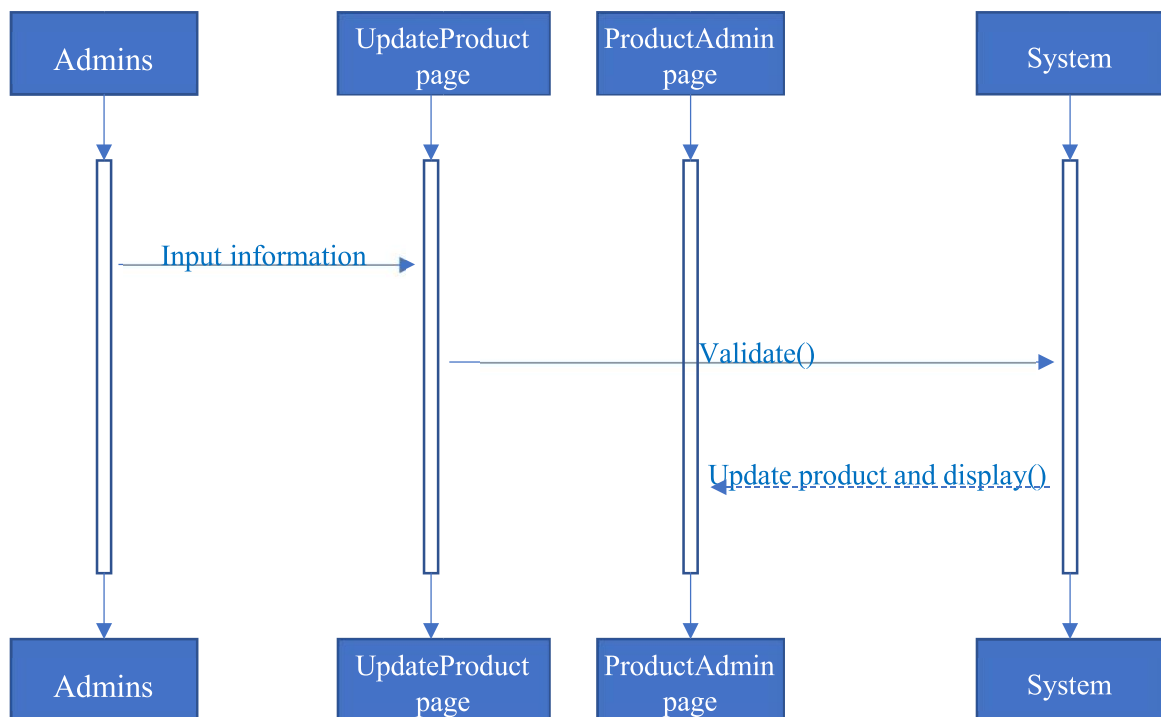 Admins
UpdateProduct
page
ProductAdmin
page
System
Input information
Validate()
Update product and display()
Admins
UpdateProduct
page
ProductAdmin
page
System